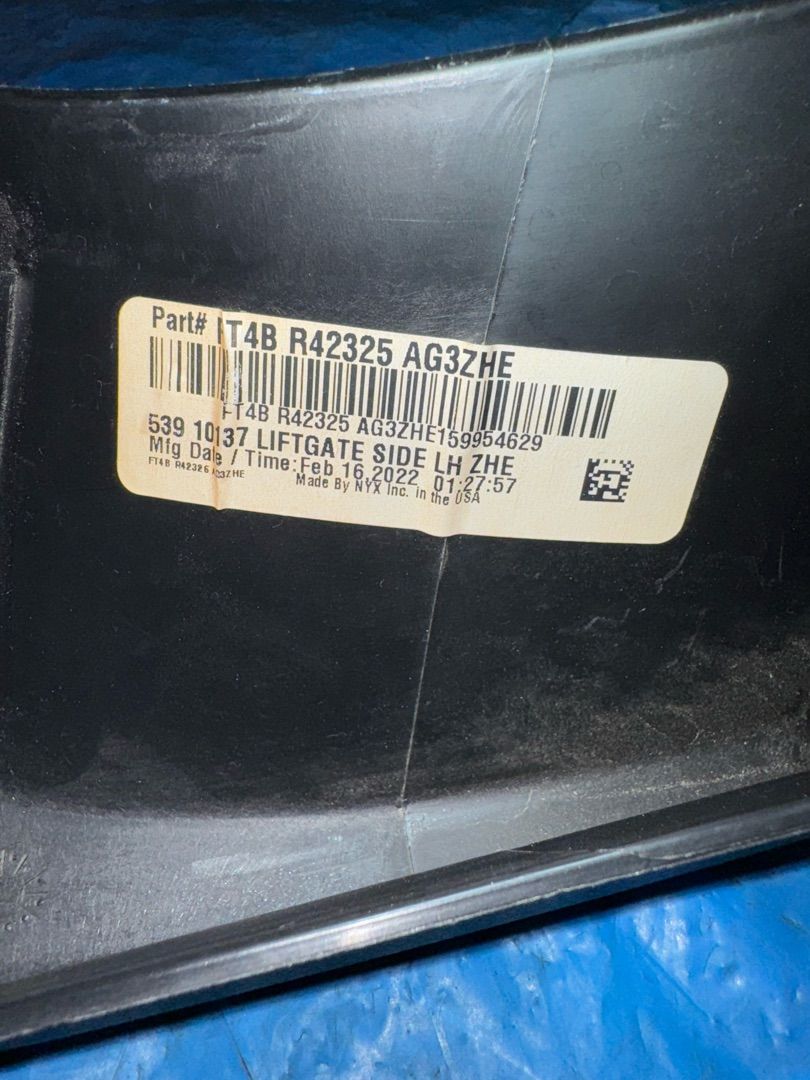 Part# FT4B R42325 AG3ZHE
FT4B R42325 AG3ZHE159954629
539 10137 LIFTGATE SIDE LH ZHE
Mfg Date / Time:Feb 16,2022 01:27:57
FT4B R42326 AG3ZHE
Made By NYX Inc. in the USA